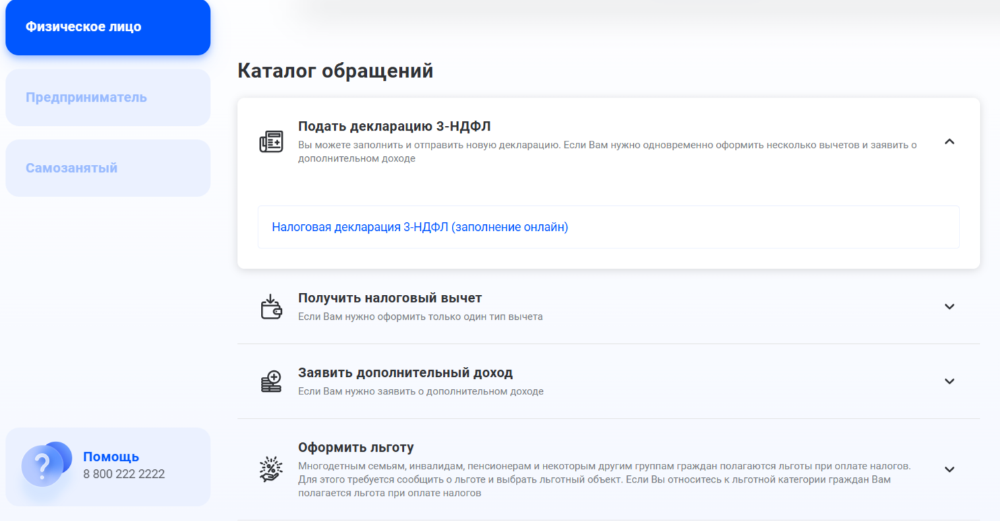 Физическое лицо
Предприниматель
Самозанятый
Помощь
8 800 222 2222
Каталог обращений
Подать декларацию 3-НДФЛ
Вы можете заполнить и отправить новую декларацию. Если Вам нужно одновременно оформить несколько вычетов и заявить о
дополнительном доходе
Налоговая декларация 3-НДФЛ (заполнение онлайн)
Получить налоговый вычет
Если Вам нужно оформить только один тип вычета
Заявить дополнительный доход
Если Вам нужно заявить о дополнительном доходе
Оформить льготу
Многодетным семьям, инвалидам, пенсионерам и некоторым другим группам граждан полагаются льготы при оплате налогов.
Для этого требуется сообщить о льготе и выбрать льготный объект. Если Вы относитесь к льготной категории граждан Вам
полагается льгота при оплате налогов